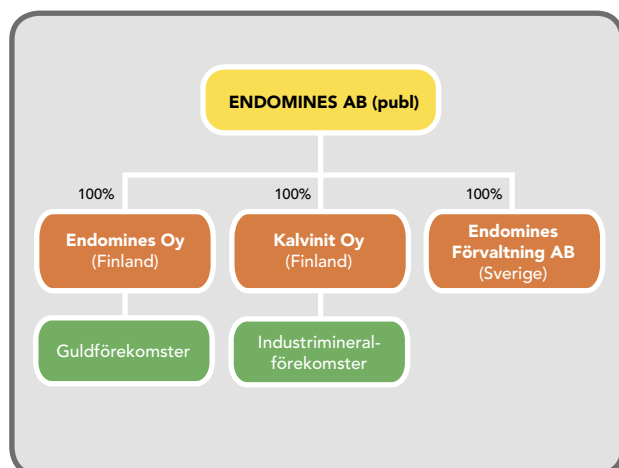 ENDOMINES AB (publ)
100%
100%
100%
Endomines Oy
(Finland)
Kalvinit Oy
(Finland)
Endomines
Förvaltning AB
(Sverige)
Guldförekomster
Industrimineral-
förekomster